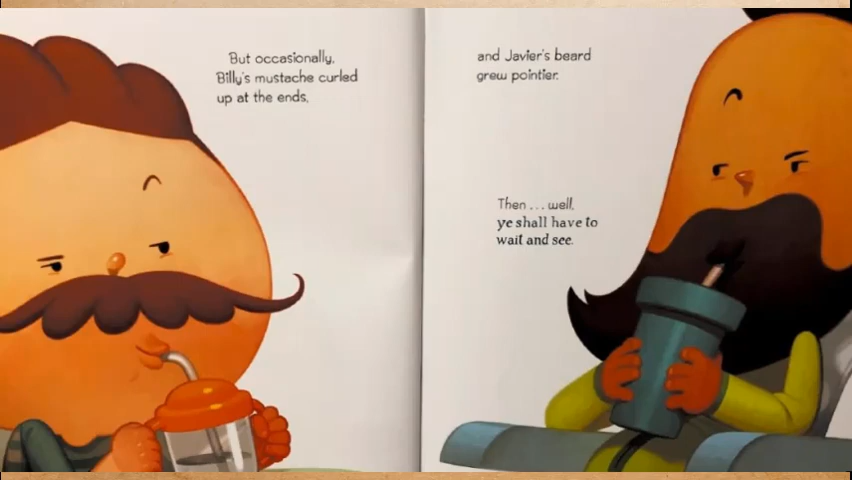 But occasionally,
Billy's mustache curled
up at the ends,
and Javier's beard
grew pointier.
Then . . . well,
ye shall have to
wait and see.